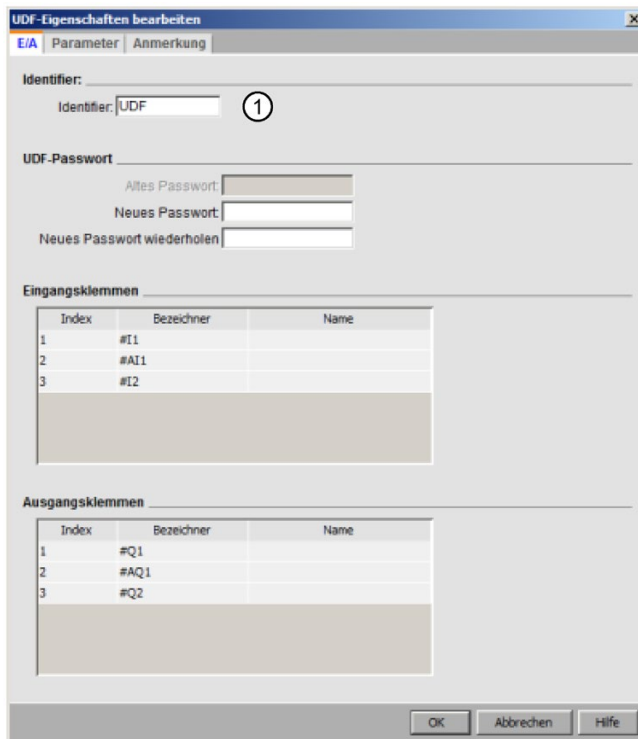 UDF-Eigenschaften bearbeiten
E/A Parameter Anmerkung
Identifier:
Identifier: UDF 1
UDF-Passwort
Altes Passwort:
Neues Passwort:
Neues Passwort wiederholen
Eingangsklemmen
Index Bezeichner Name
1 #I1
2 #AI1
3 #I2
Ausgangsklemmen
Index Bezeichner Name
1 #Q1
2 #AQ1
3 #Q2
OK Abbrechen Hilfe